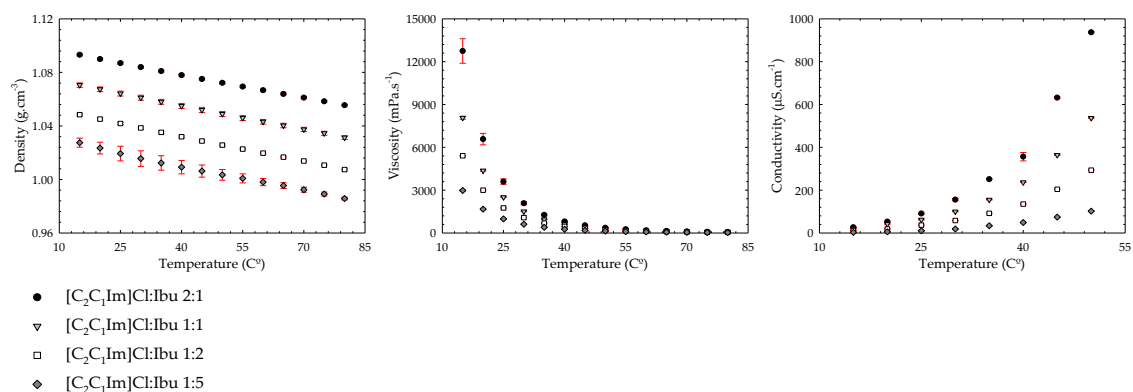 1.12
1.08
1.04
1.00
0.96
Density (g.cm⁻³)
10 25 40 55 70 85
Temperature (Cº)
15000
12000
9000
6000
3000
0
Viscosity (mPa.s⁻¹)
10 25 40 55 70 85
Temperature (Cº)
1000
800
600
400
200
0
Conductivity (µS.cm⁻¹)
10 25 40 55
Temperature (Cº)
[C₂C₁Im]Cl:Ibu 2:1
[C₂C₁Im]Cl:Ibu 1:1
[C₂C₁Im]Cl:Ibu 1:2
[C₂C₁Im]Cl:Ibu 1:5